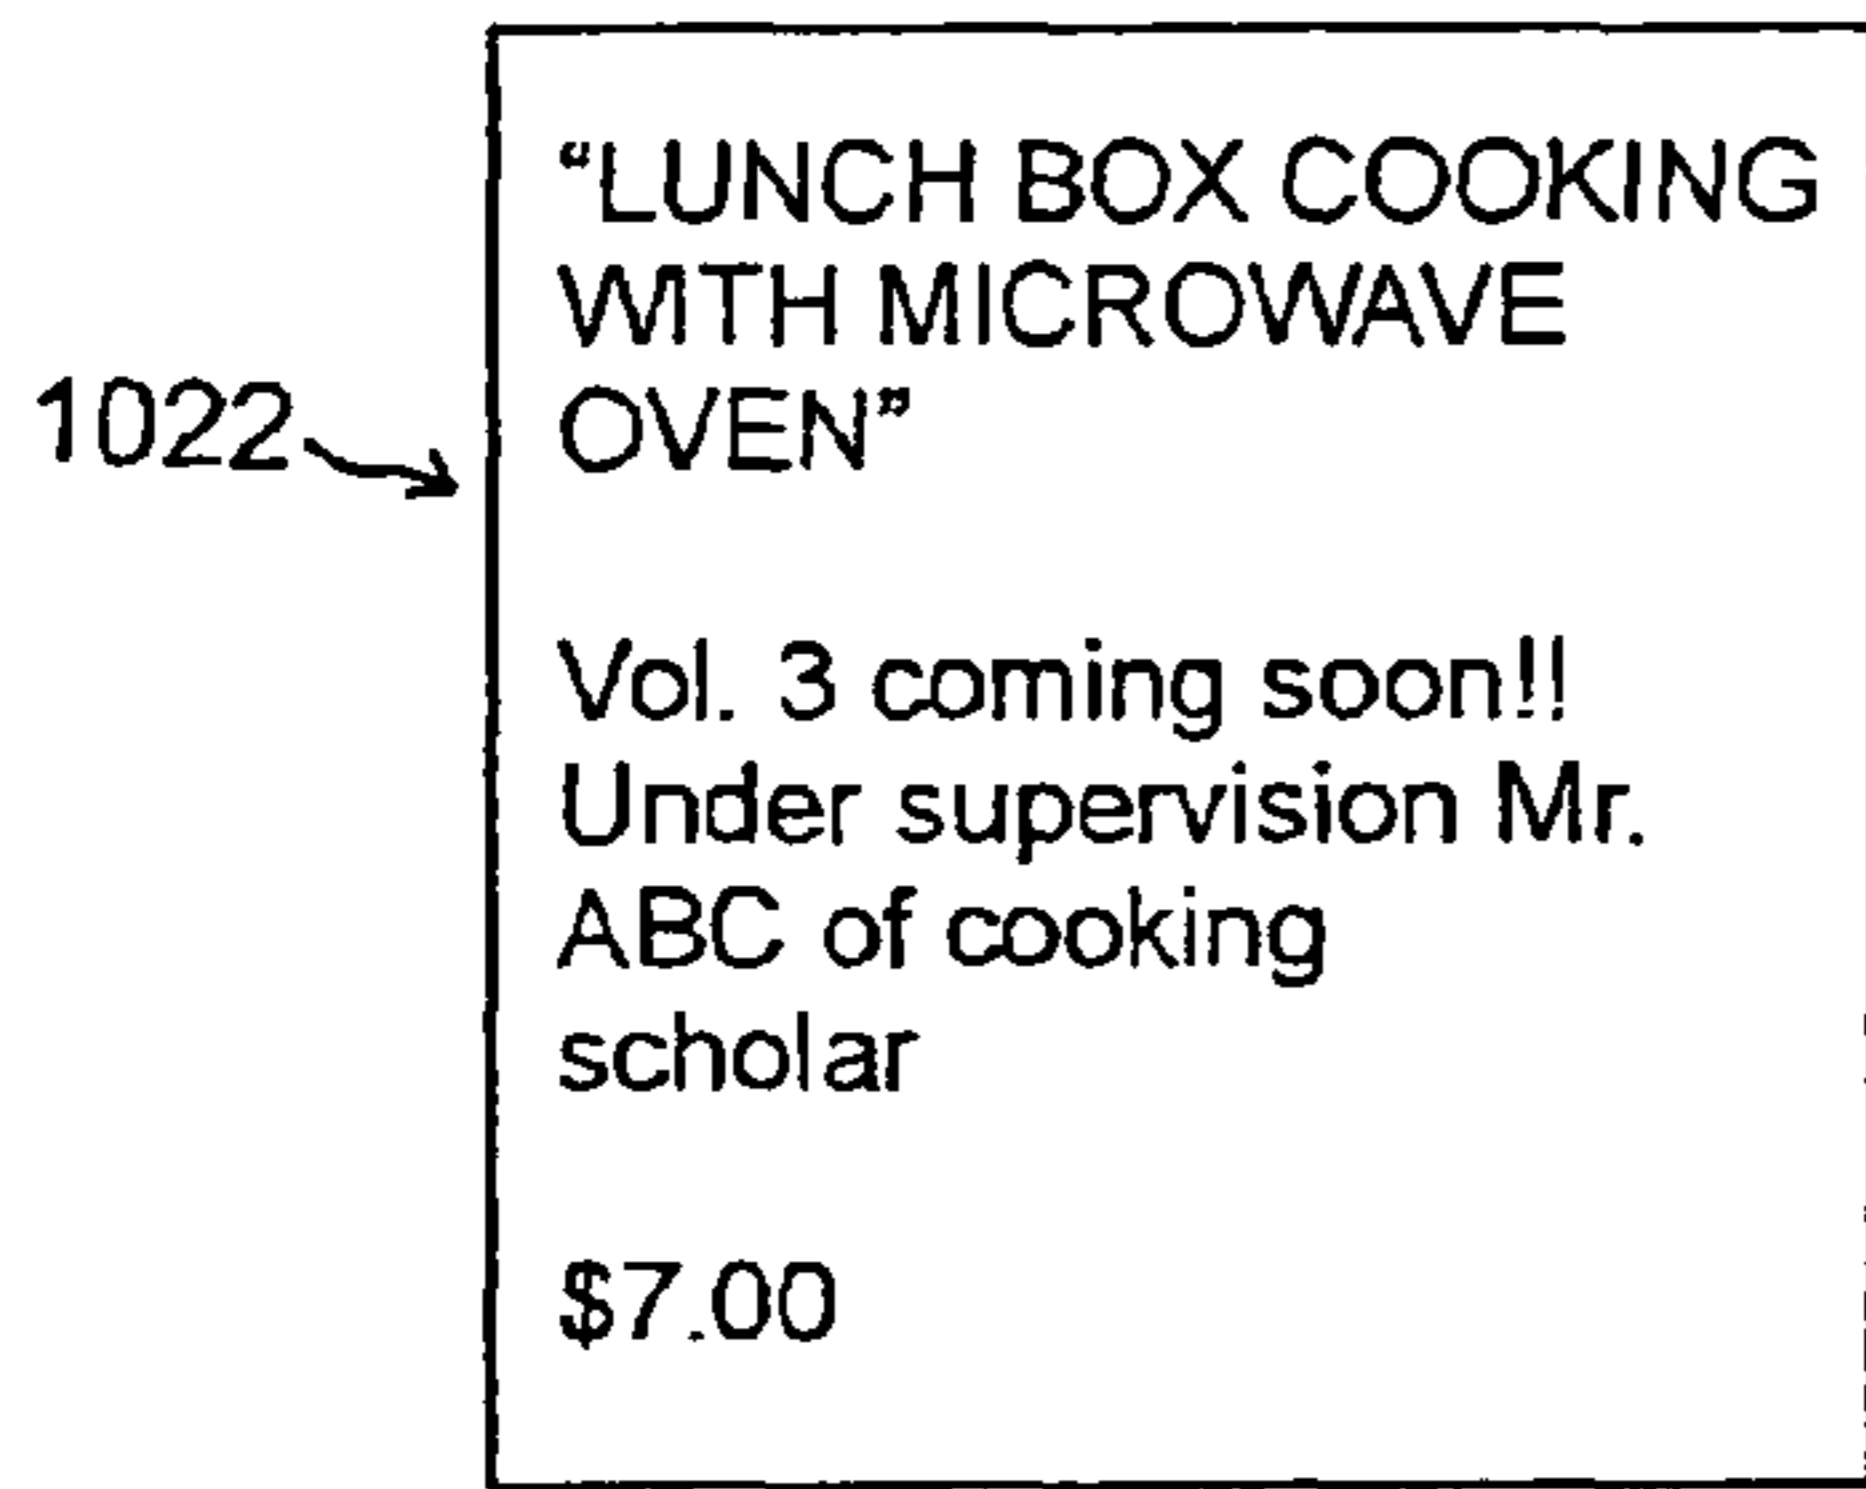 “LUNCH BOX COOKING
WITH MICROWAVE
OVEN”
1022
Vol. 3 coming soon!!
Under supervision Mr.
ABC of cooking
scholar
$7.00